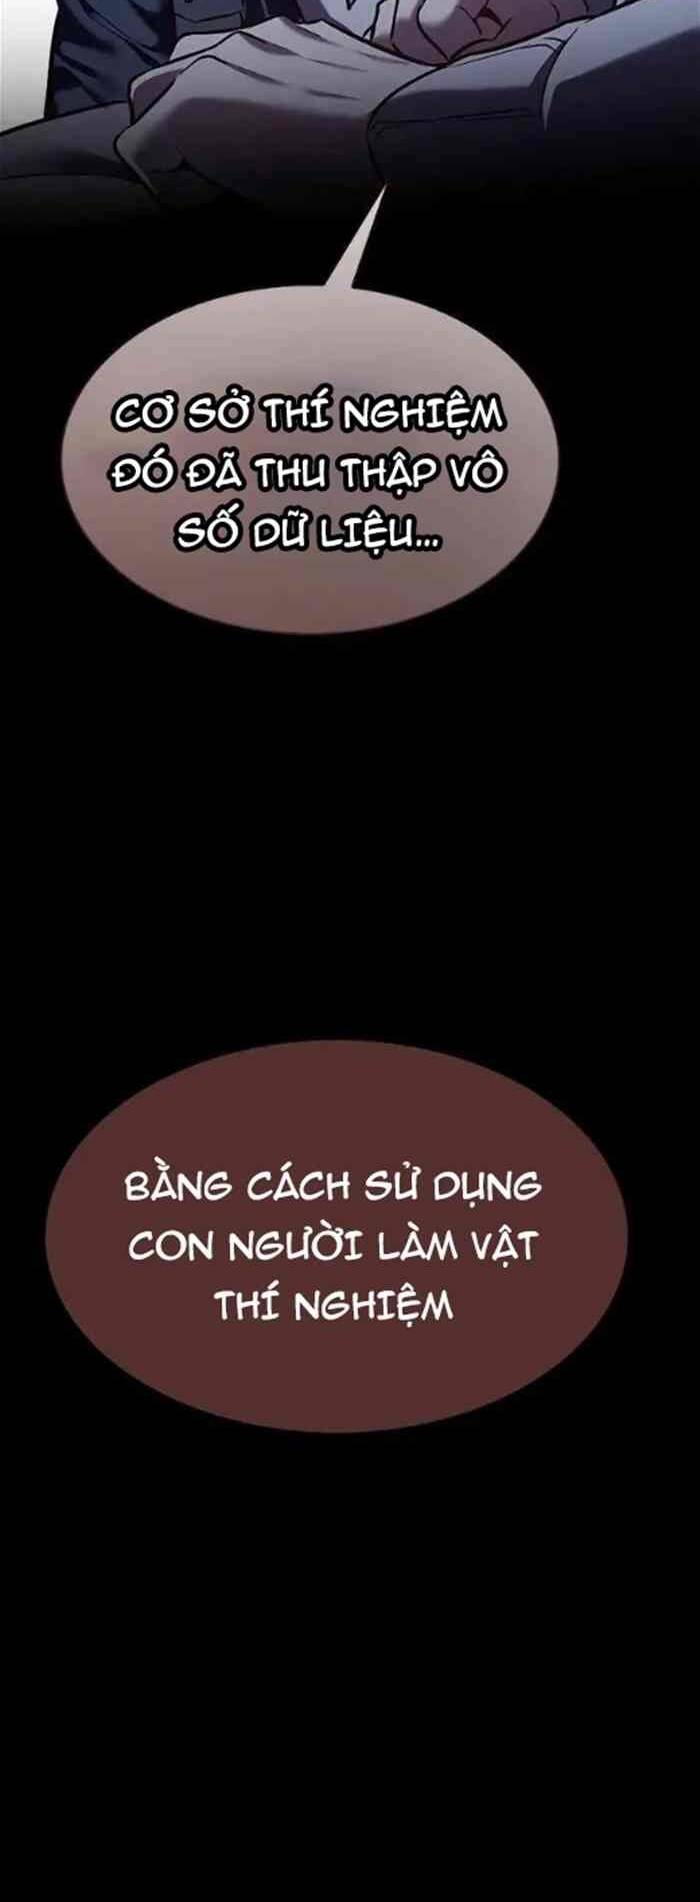 CƠ SỞ THÍ NGHIỆM
ĐÓ ĐÃ THU THẬP VÔ
SỐ DỮ LIỆU...
BẰNG CÁCH SỬ DỤNG
CON NGƯỜI LÀM VẬT
THÍ NGHIỆM